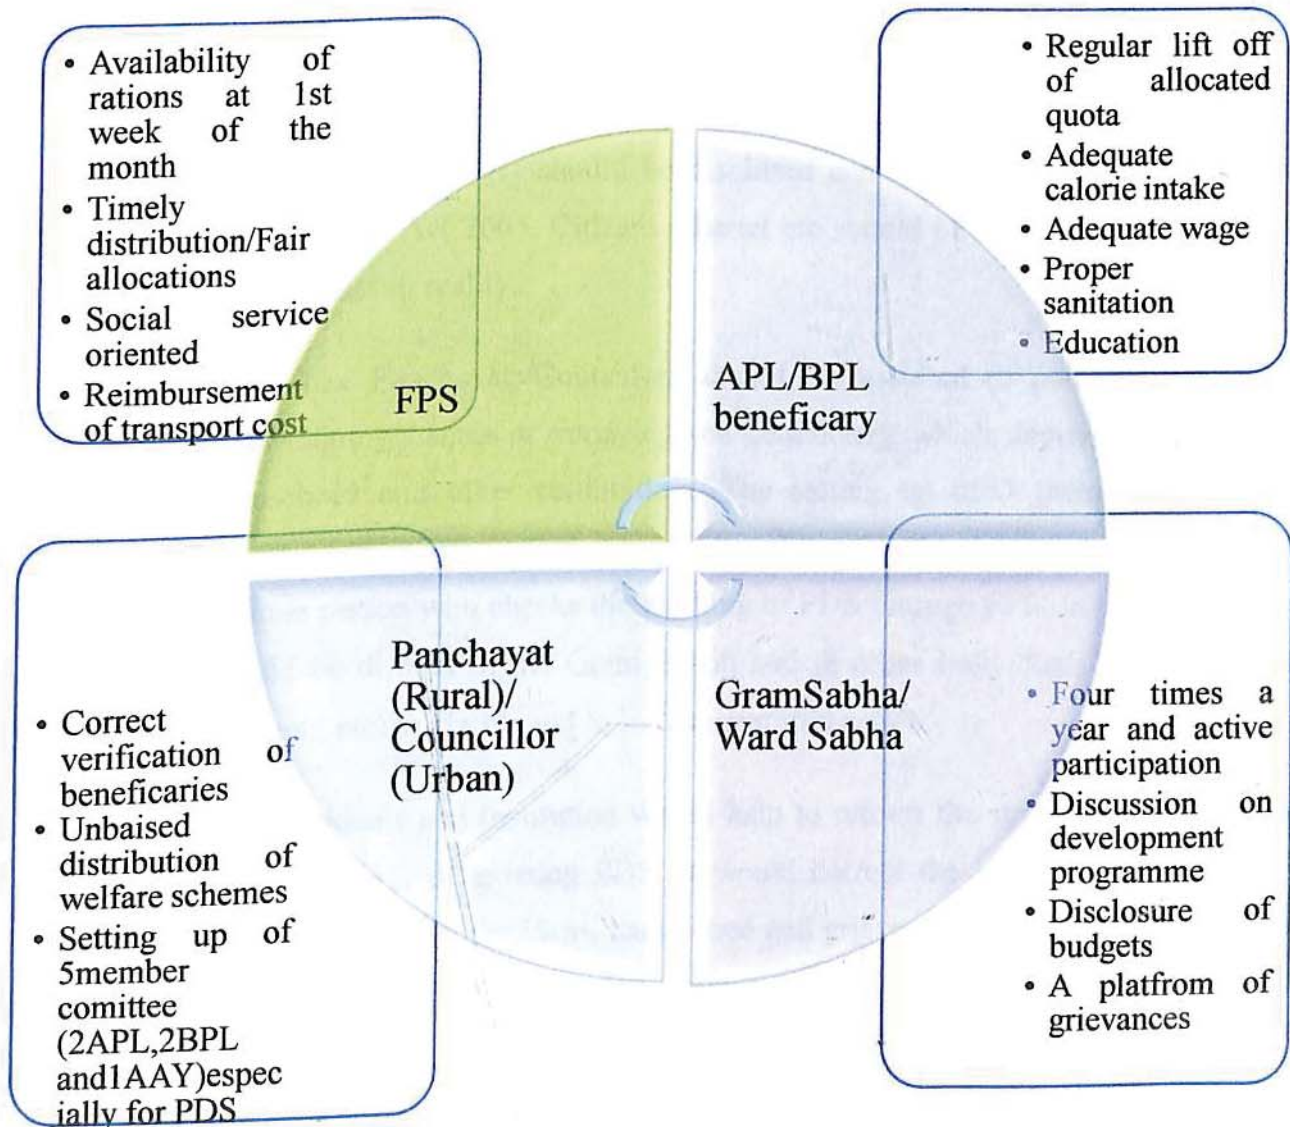 • Availability of
rations at 1st
week of the
month
• Timely
distribution/Fair
allocations
• Social service
oriented
• Reimbursement
of transport cost
FPS
• Regular lift off
of allocated
quota
• Adequate
calorie intake
• Adequate wage
• Proper
sanitation
• Education
APL/BPL
beneficary
• Correct
verification of
beneficaries
• Unbaised
distribution of
welfare schemes
• Setting up of
5member
comittee
(2APL,2BPL
and1AAY)espec
ially for PDS
Panchayat
(Rural)/
Councillor
(Urban)
GramSabha/
Ward Sabha
• Four times a
year and active
participation
• Discussion on
development
programme
• Disclosure of
budgets
• A platfrom of
grievances